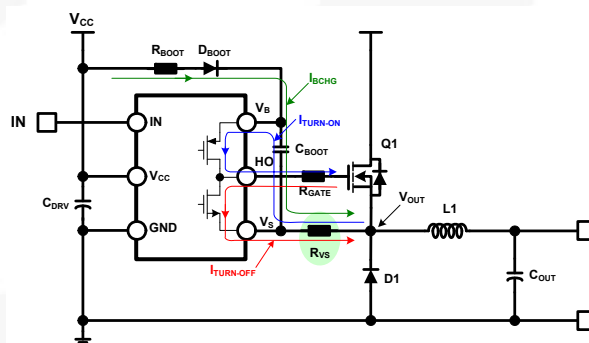 VCC
RBOOT DBOOT
IBCHG
IN
IN
VB
ITURN-ON
Q1
CBOOT
HO
VCC
RGATE
CDRV
VOUT
L1
GND
VS
RVS
ITURN-OFF
D1
COUT